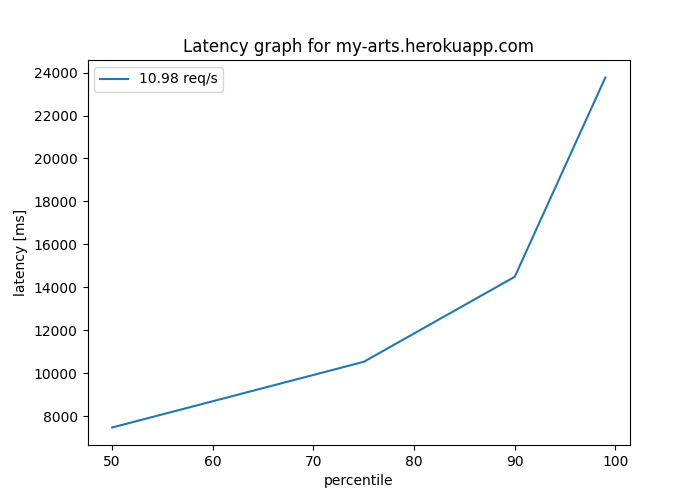 Latency graph for my-arts.herokuapp.com
10.98 req/s
24000
22000
20000
18000
16000
14000
12000
10000
8000
latency [ms]
50 60 70 80 90 100
percentile